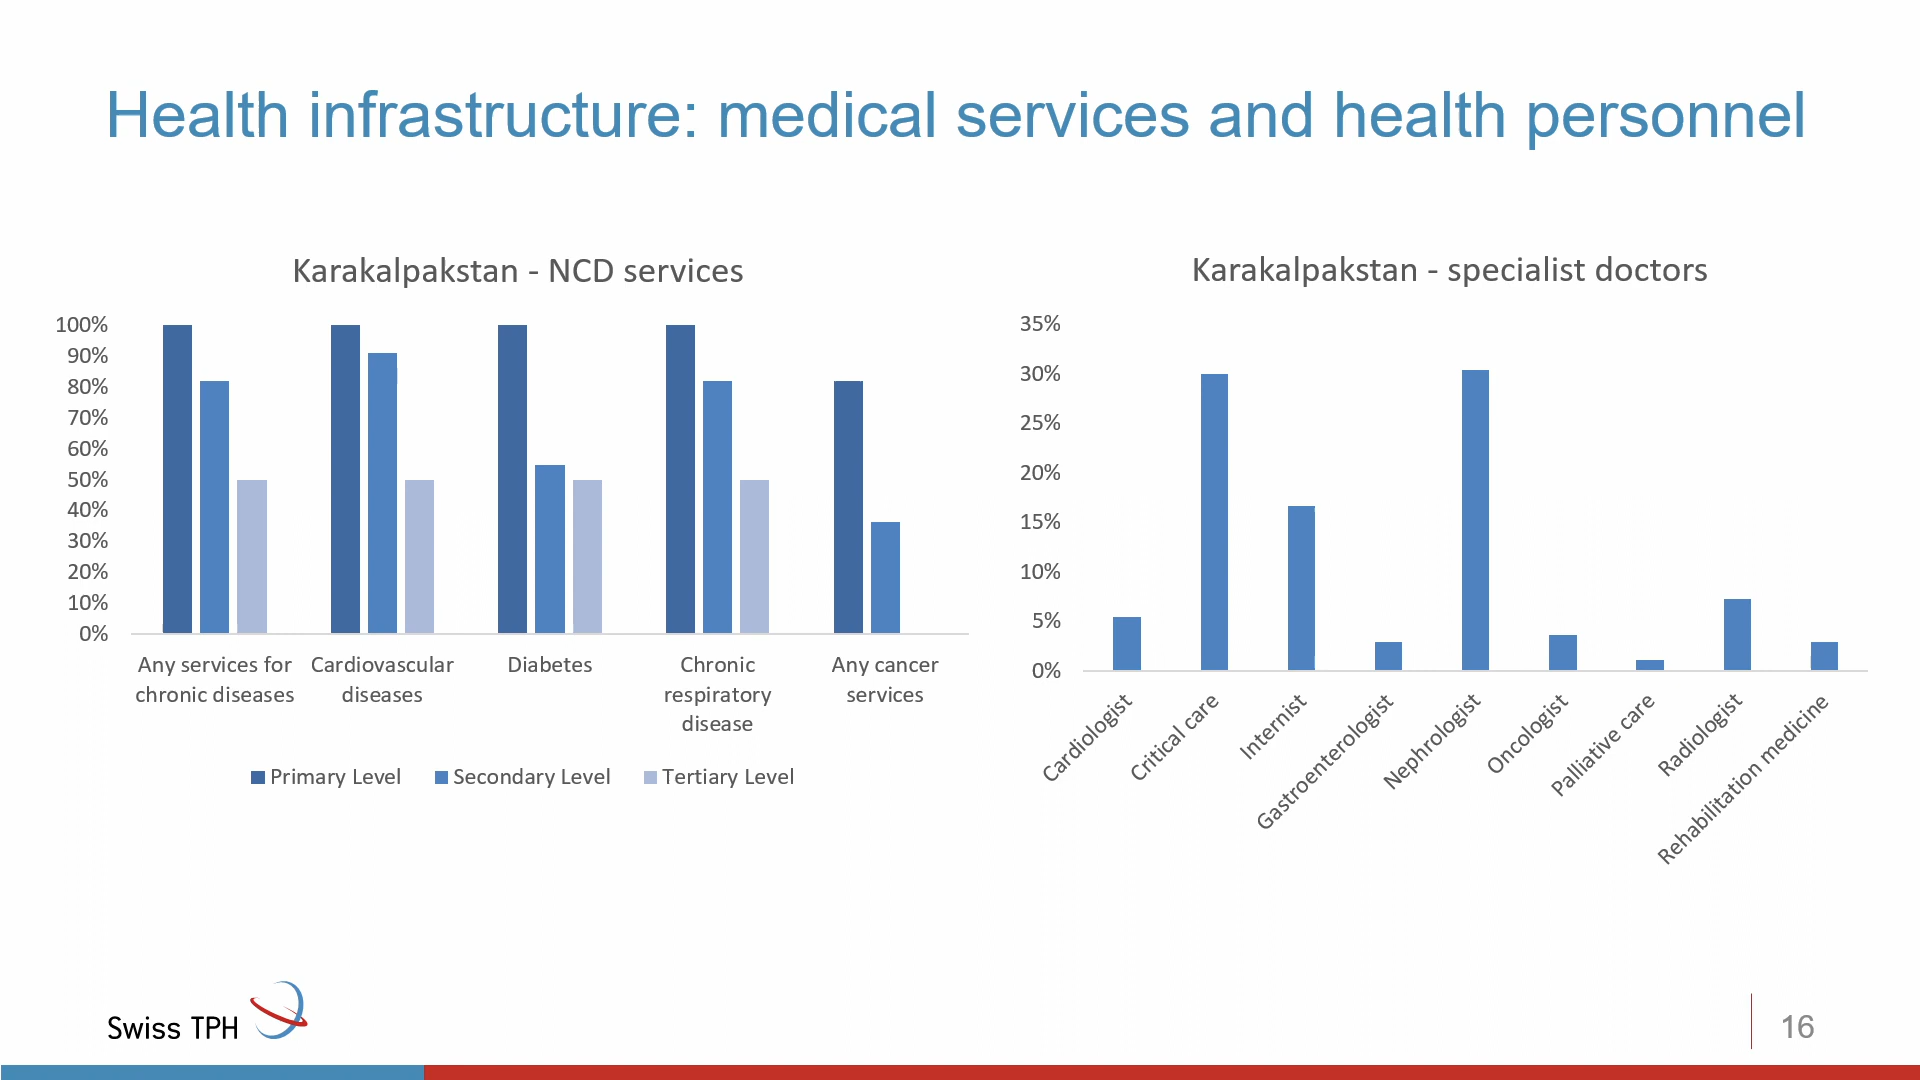 Health infrastructure: medical services and health personnel
Karakalpakstan - NCD services
100%
90%
80%
70%
60%
50%
40%
30%
20%
10%
0%
Any services for
chronic diseases
Cardiovascular
diseases
Diabetes
Chronic
respiratory
disease
Any cancer
services
Primary Level
Secondary Level
Tertiary Level
Karakalpakstan - specialist doctors
35%
30%
25%
20%
15%
10%
5%
0%
Cardiologist
Critical care
Internist
Gastroenterologist
Nephrologist
Oncologist
Palliative care
Radiologist
Rehabilitation medicine
Swiss TPH
16